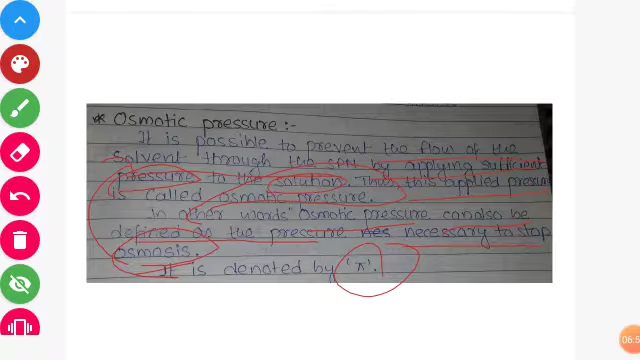 * Osmotic pressure:-
It is possible to prevent the flow of the
solvent through the SPM by applying sufficient
pressure to the solution. Thus this applied pressure
is called osmotic pressure.
In other words osmotic pressure can also be
defined as the pressure necessary to stop
osmosis.
It is denoted by 'π'.
06:5